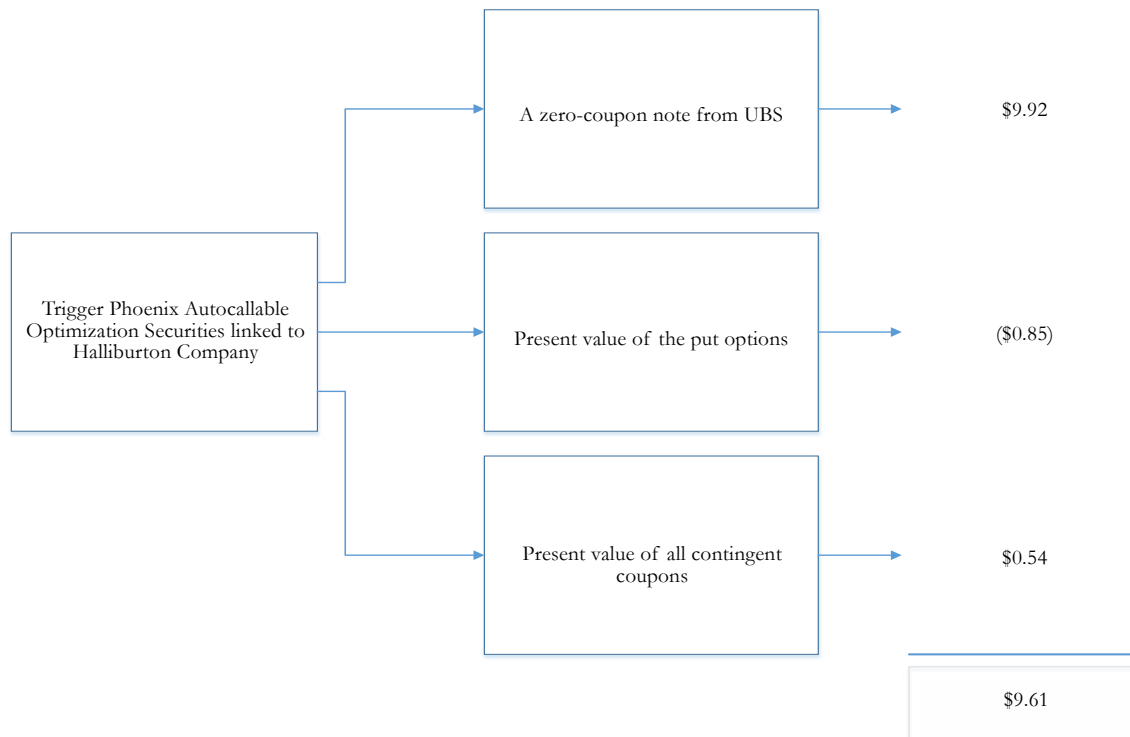 A zero-coupon note from UBS
$9.92
Trigger Phoenix Autocallable
Optimization Securities linked to
Halliburton Company
Present value of the put options
($0.85)
Present value of all contingent
coupons
$0.54
$9.61